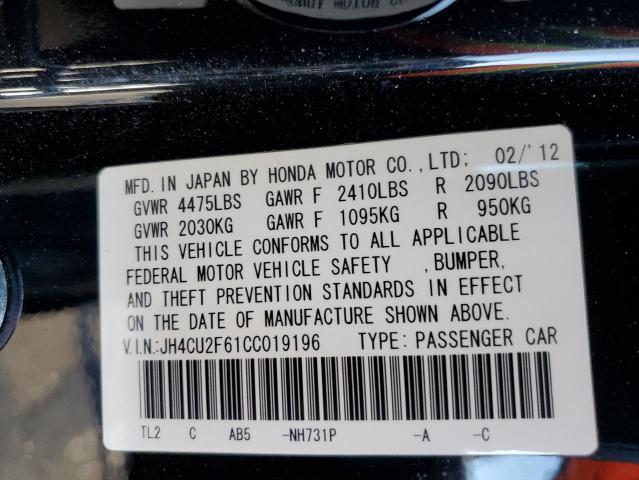 MOTOR CO
MFD. IN JAPAN BY HONDA MOTOR CO.,LTD; 02/'12
GVWR 4475LBS GAWR F 2410LBS R 2090LBS
GVWR 2030KG GAWR F 1095KG R 950KG
THIS VEHICLE CONFORMS TO ALL APPLICABLE
FEDERAL MOTOR VEHICLE SAFETY ,BUMPER,
AND THEFT PREVENTION STANDARDS IN EFFECT
ON THE DATE OF MANUFACTURE SHOWN ABOVE.
V.I.N.:JH4CU2F61CC019196 TYPE:PASSENGER CAR
TL2 C AB5 -NH731P -A -C